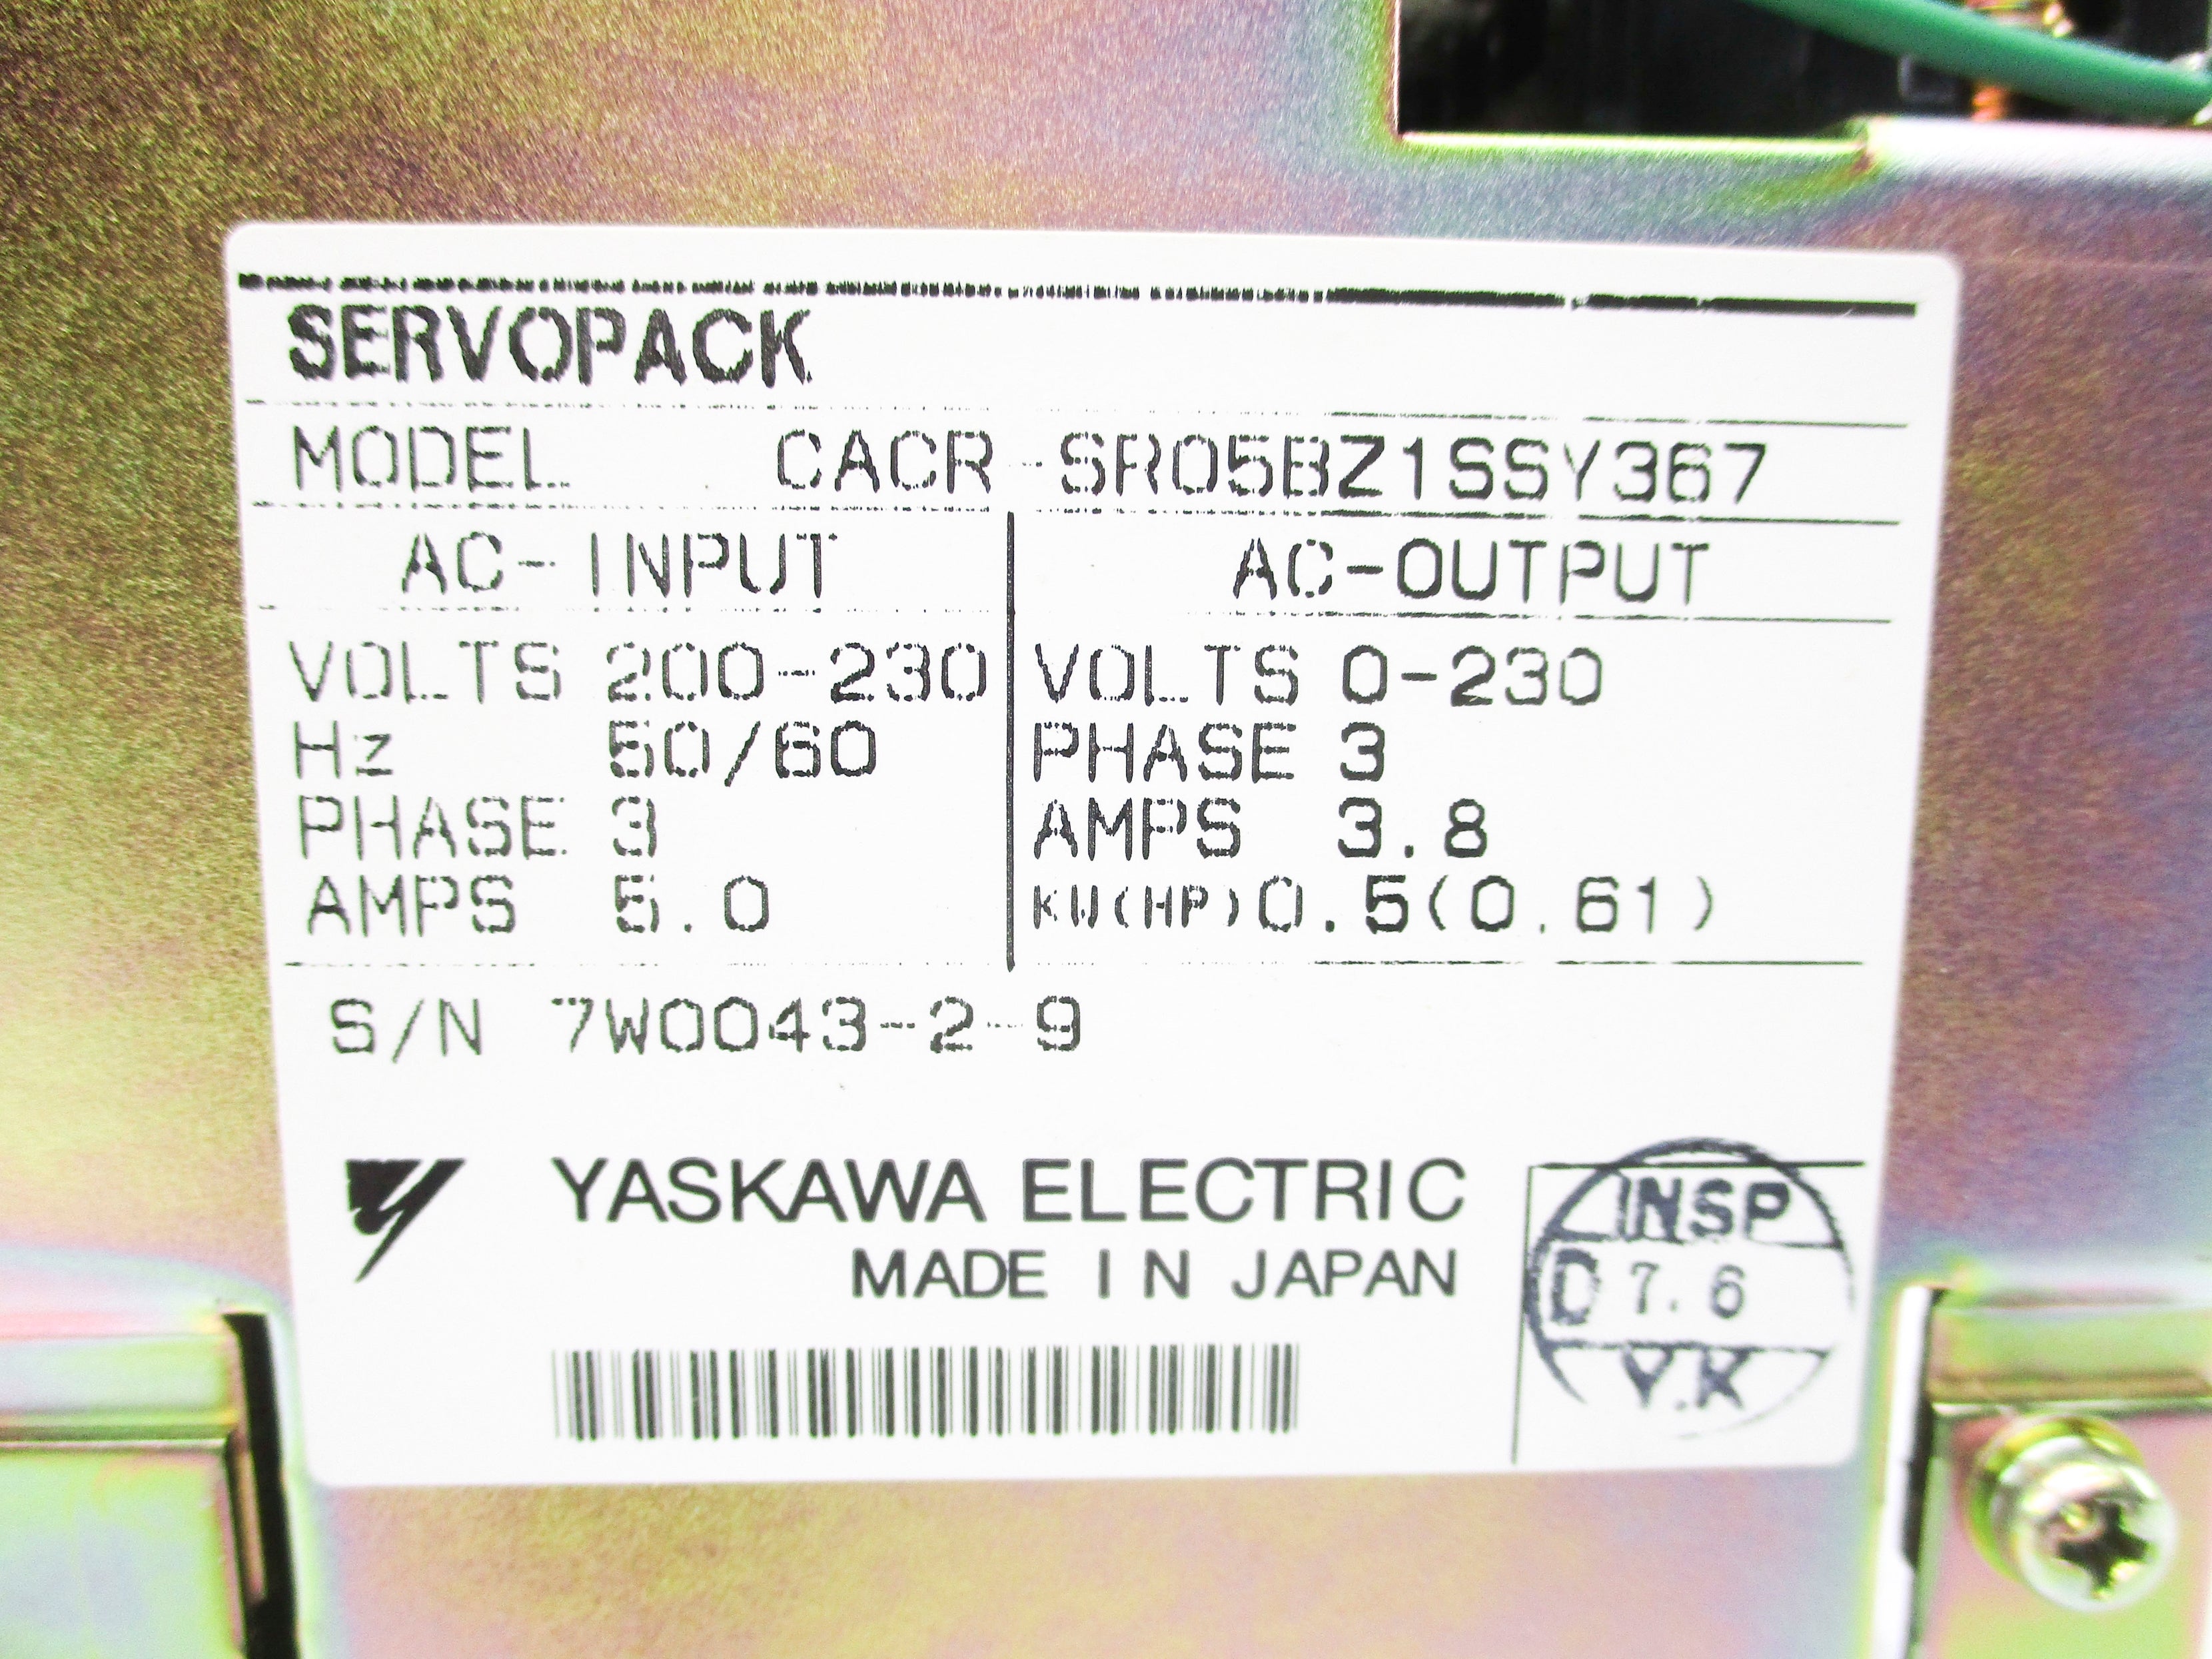 SERVOPACK
MODEL CACR-SR05BZ1SSY367
AC-INPUT AC-OUTPUT
VOLTS 200-230 VOLTS 0-230
Hz 50/60 PHASE 3
PHASE 3 AMPS 3.8
AMPS 5.0 KW(HP)0.5(0.61)
S/N 7W0043-2-9
YASKAWA ELECTRIC
MADE IN JAPAN
INSP
D 7.6
Y.K